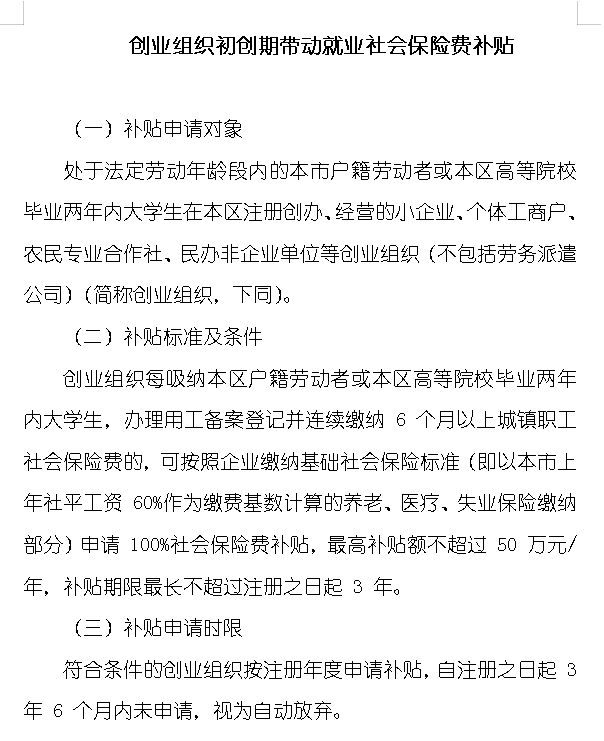 创业组织初创期带动就业社会保险费补贴
（一）补贴申请对象
处于法定劳动年龄段内的本市户籍劳动者或本区高等院校
毕业两年内大学生在本区注册创办、经营的小企业、个体工商户、
农民专业合作社、民办非企业单位等创业组织（不包括劳务派遣
公司）（简称创业组织，下同）。
（二）补贴标准及条件
创业组织每吸纳本区户籍劳动者或本区高等院校毕业两年
内大学生，办理用工备案登记并连续缴纳 6 个月以上城镇职工
社会保险费的，可按照企业缴纳基础社会保险标准（即以本市上
年社平工资 60%作为缴费基数计算的养老、医疗、失业保险缴纳
部分）申请 100%社会保险费补贴，最高补贴额不超过 50 万元/
年，补贴期限最长不超过注册之日起 3 年。
（三）补贴申请时限
符合条件的创业组织按注册年度申请补贴，自注册之日起 3
年 6 个月内未申请，视为自动放弃。